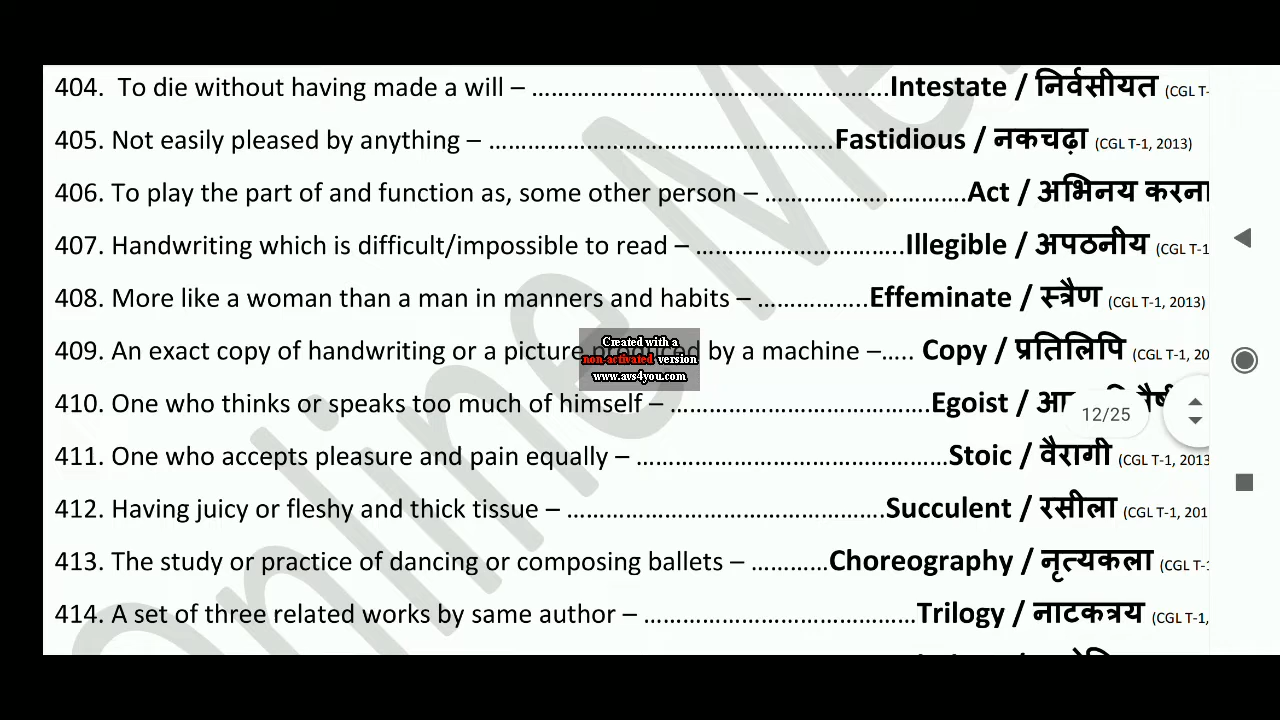 404. To die without having made a will – ……………………………………………Intestate / निर्वसीयत (CGL T-
405. Not easily pleased by anything – …………………………………………Fastidious / नकचढ़ा (CGL T-1, 2013)
406. To play the part of and function as, some other person – ……………………….Act / अभिनय करना
407. Handwriting which is difficult/impossible to read – ………………………..Illegible / अपठनीय (CGL T-1
408. More like a woman than a man in manners and habits – ……………Effeminate / स्त्रैण (CGL T-1, 2013)
409. An exact copy of handwriting or a picture produced by a machine –….. Copy / प्रतिलिपि (CGL T-1, 20
Created with a
non-activated version
www.avs4you.com
410. One who thinks or speaks too much of himself – ……………………………….Egoist /
12/25
411. One who accepts pleasure and pain equally – ……………………………………Stoic / वैरागी (CGL T-1, 2013
412. Having juicy or fleshy and thick tissue – …………………………………….Succulent / रसीला (CGL T-1, 201
413. The study or practice of dancing or composing ballets – ………..Choreography / नृत्यकला (CGL T-1
414. A set of three related works by same author – ………………………………..Trilogy / नाटकत्रय (CGL T-1,